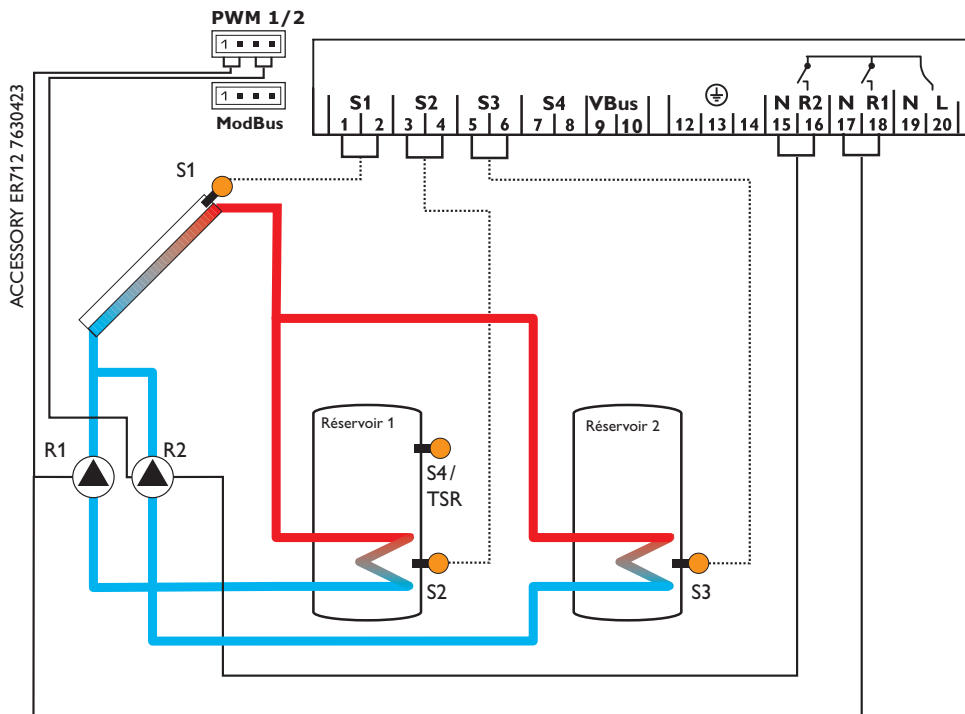 PWM 1/2
1
1
ModBus
ACCESSORY ER712 7630423
S1 S2 S3 S4 VBus N R2 N R1 N L
1 2 3 4 5 6 7 8 9 10 12 13 14 15 16 17 18 19 20
S1
R1
R2
Réservoir 1
S4/
TSR
S2
Réservoir 2
S3